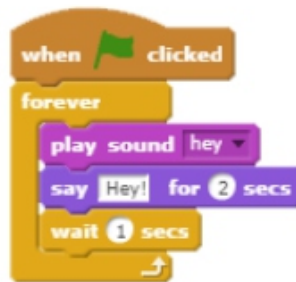 when clicked
forever
play sound hey
say Hey! for 2 secs
wait 1 secs